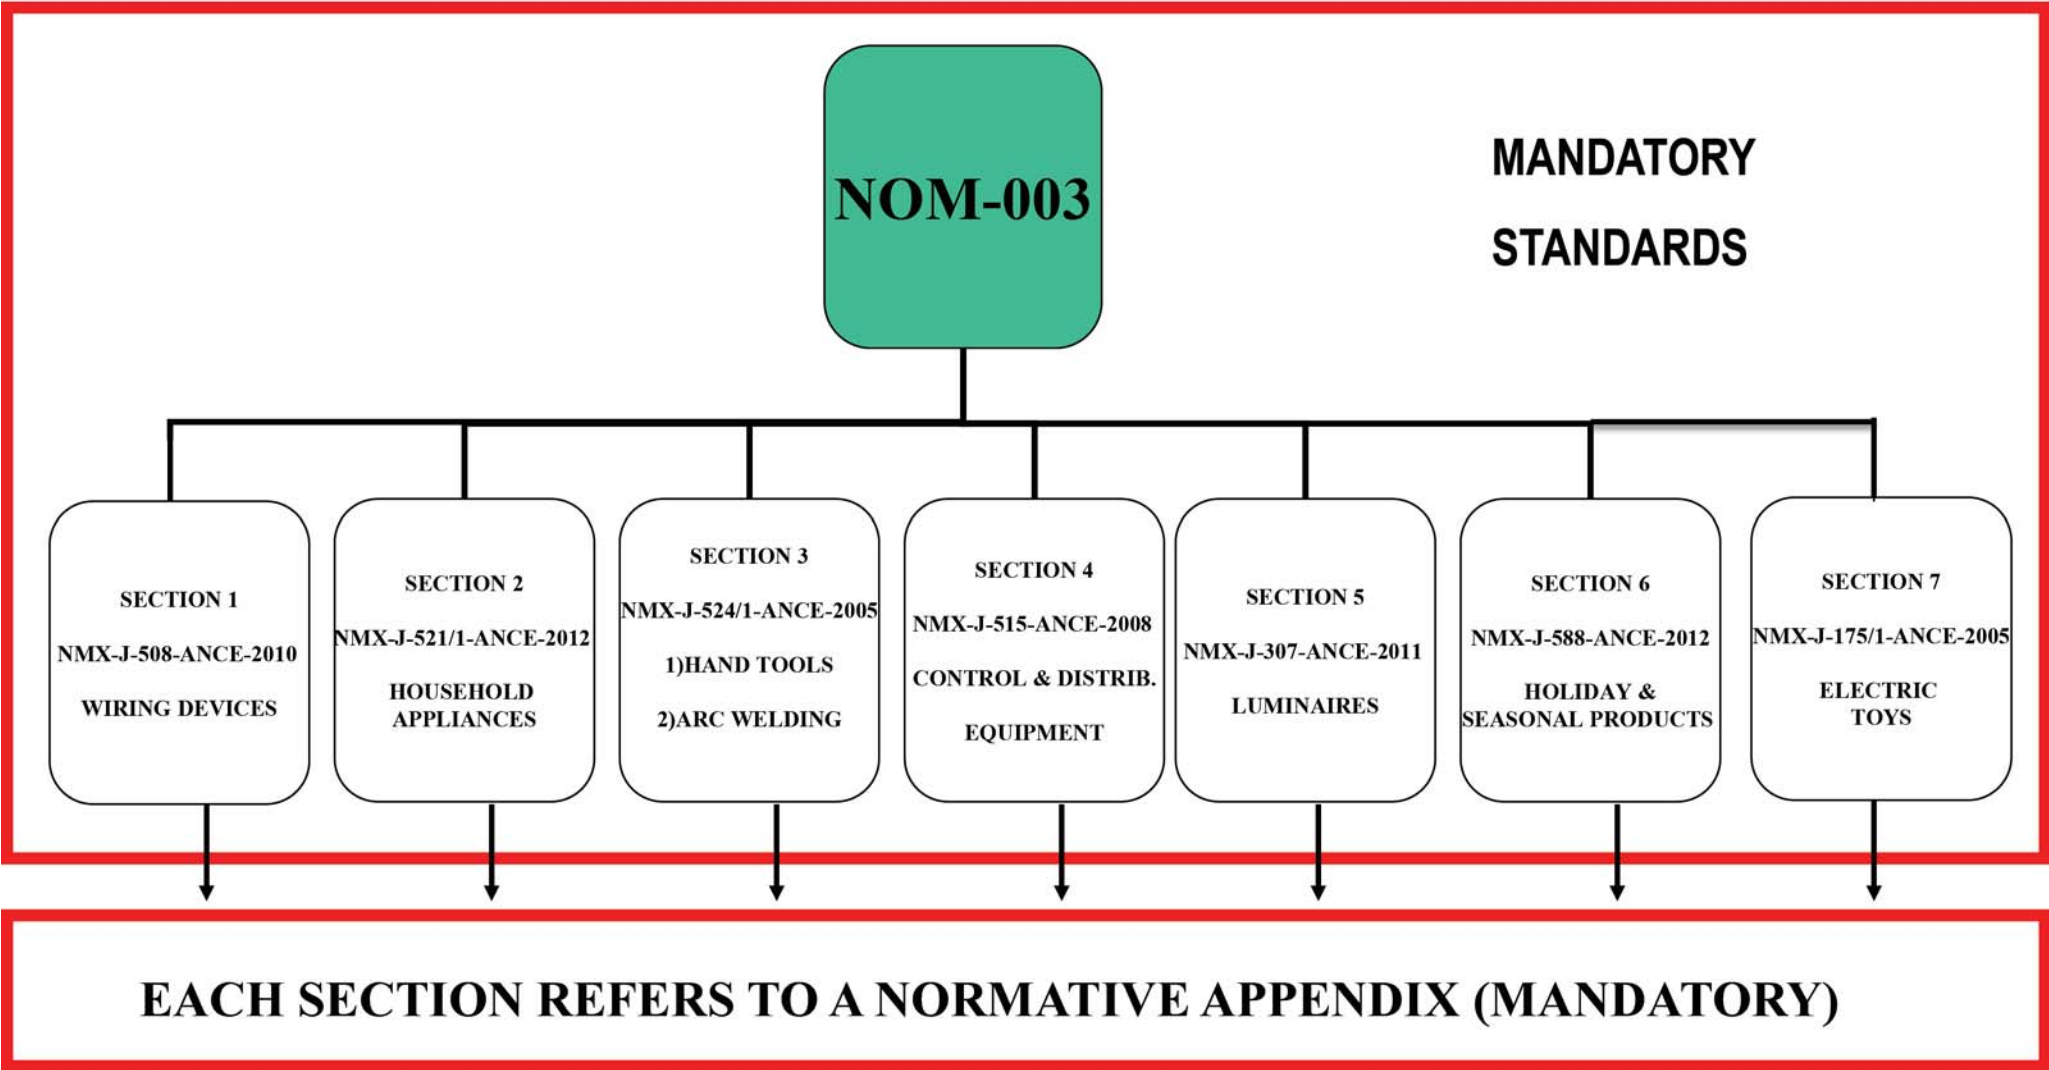 NOM-003
MANDATORY
STANDARDS
SECTION 1
NMX-J-508-ANCE-2010
WIRING DEVICES
SECTION 2
NMX-J-521/1-ANCE-2012
HOUSEHOLD
APPLIANCES
SECTION 3
NMX-J-524/1-ANCE-2005
1)HAND TOOLS
2)ARC WELDING
SECTION 4
NMX-J-515-ANCE-2008
CONTROL & DISTRIB.
EQUIPMENT
SECTION 5
NMX-J-307-ANCE-2011
LUMINAIRES
SECTION 6
NMX-J-588-ANCE-2012
HOLIDAY &
SEASONAL PRODUCTS
SECTION 7
NMX-J-175/1-ANCE-2005
ELECTRIC
TOYS
EACH SECTION REFERS TO A NORMATIVE APPENDIX (MANDATORY)